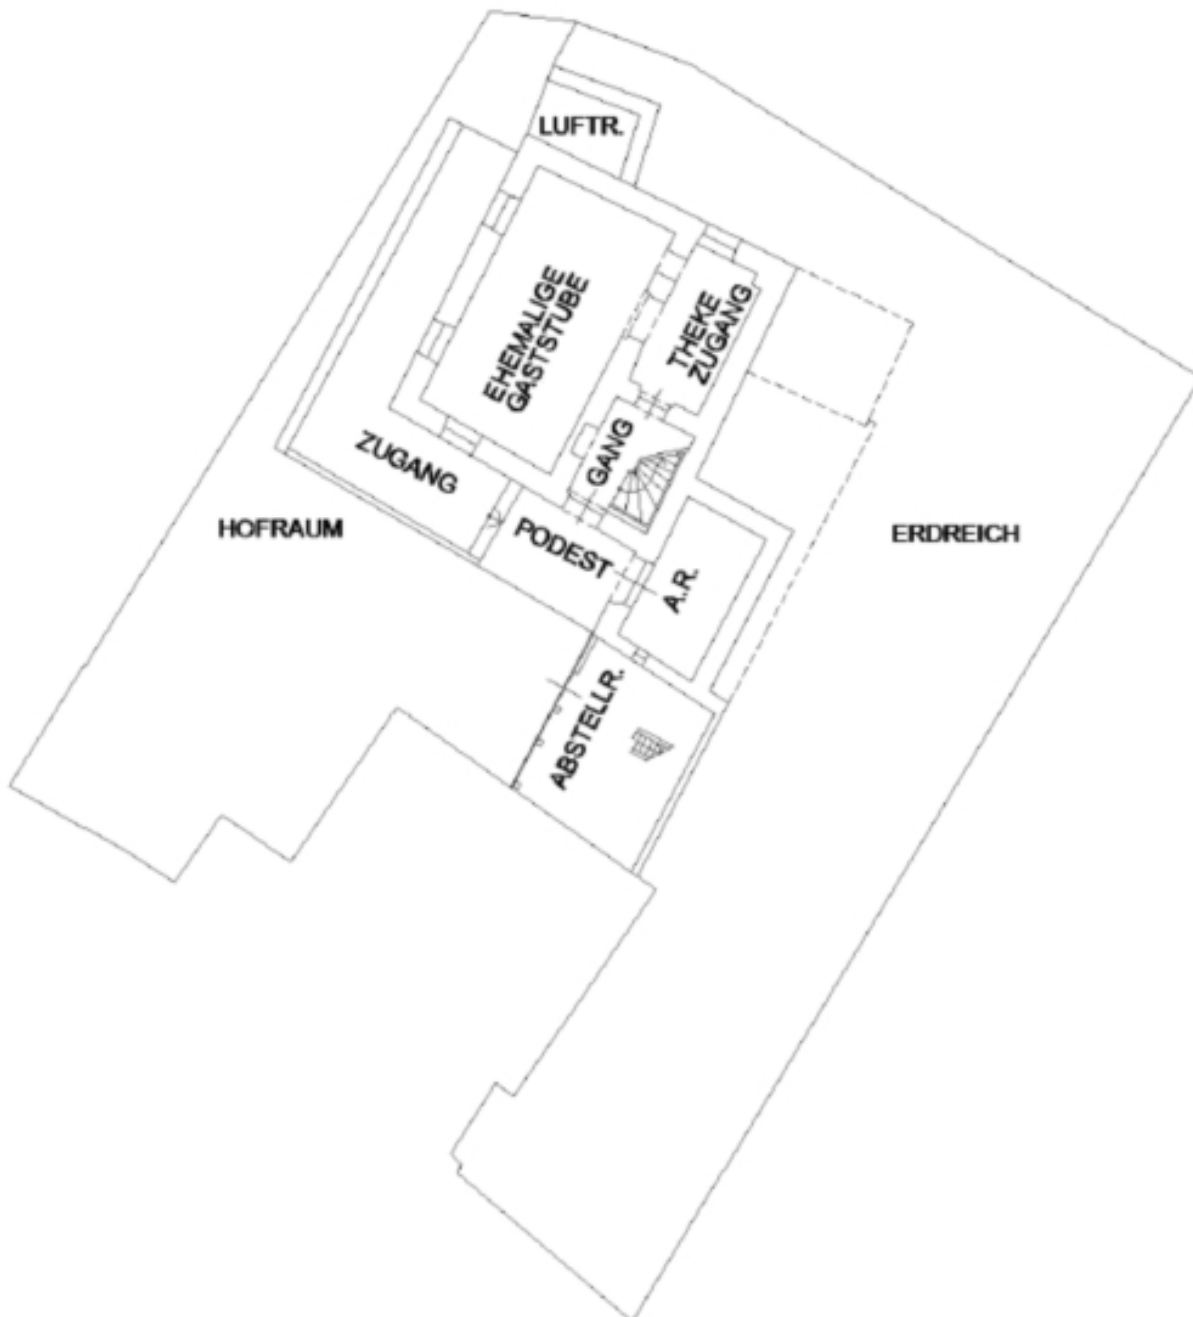 LUFTR.
EHEMALIGE
GASTSTUBE
THEKE
ZUGANG
GANG
ZUGANG
HOFRAUM
PODEST
ERDREICH
A.R.
ABSTELLR.